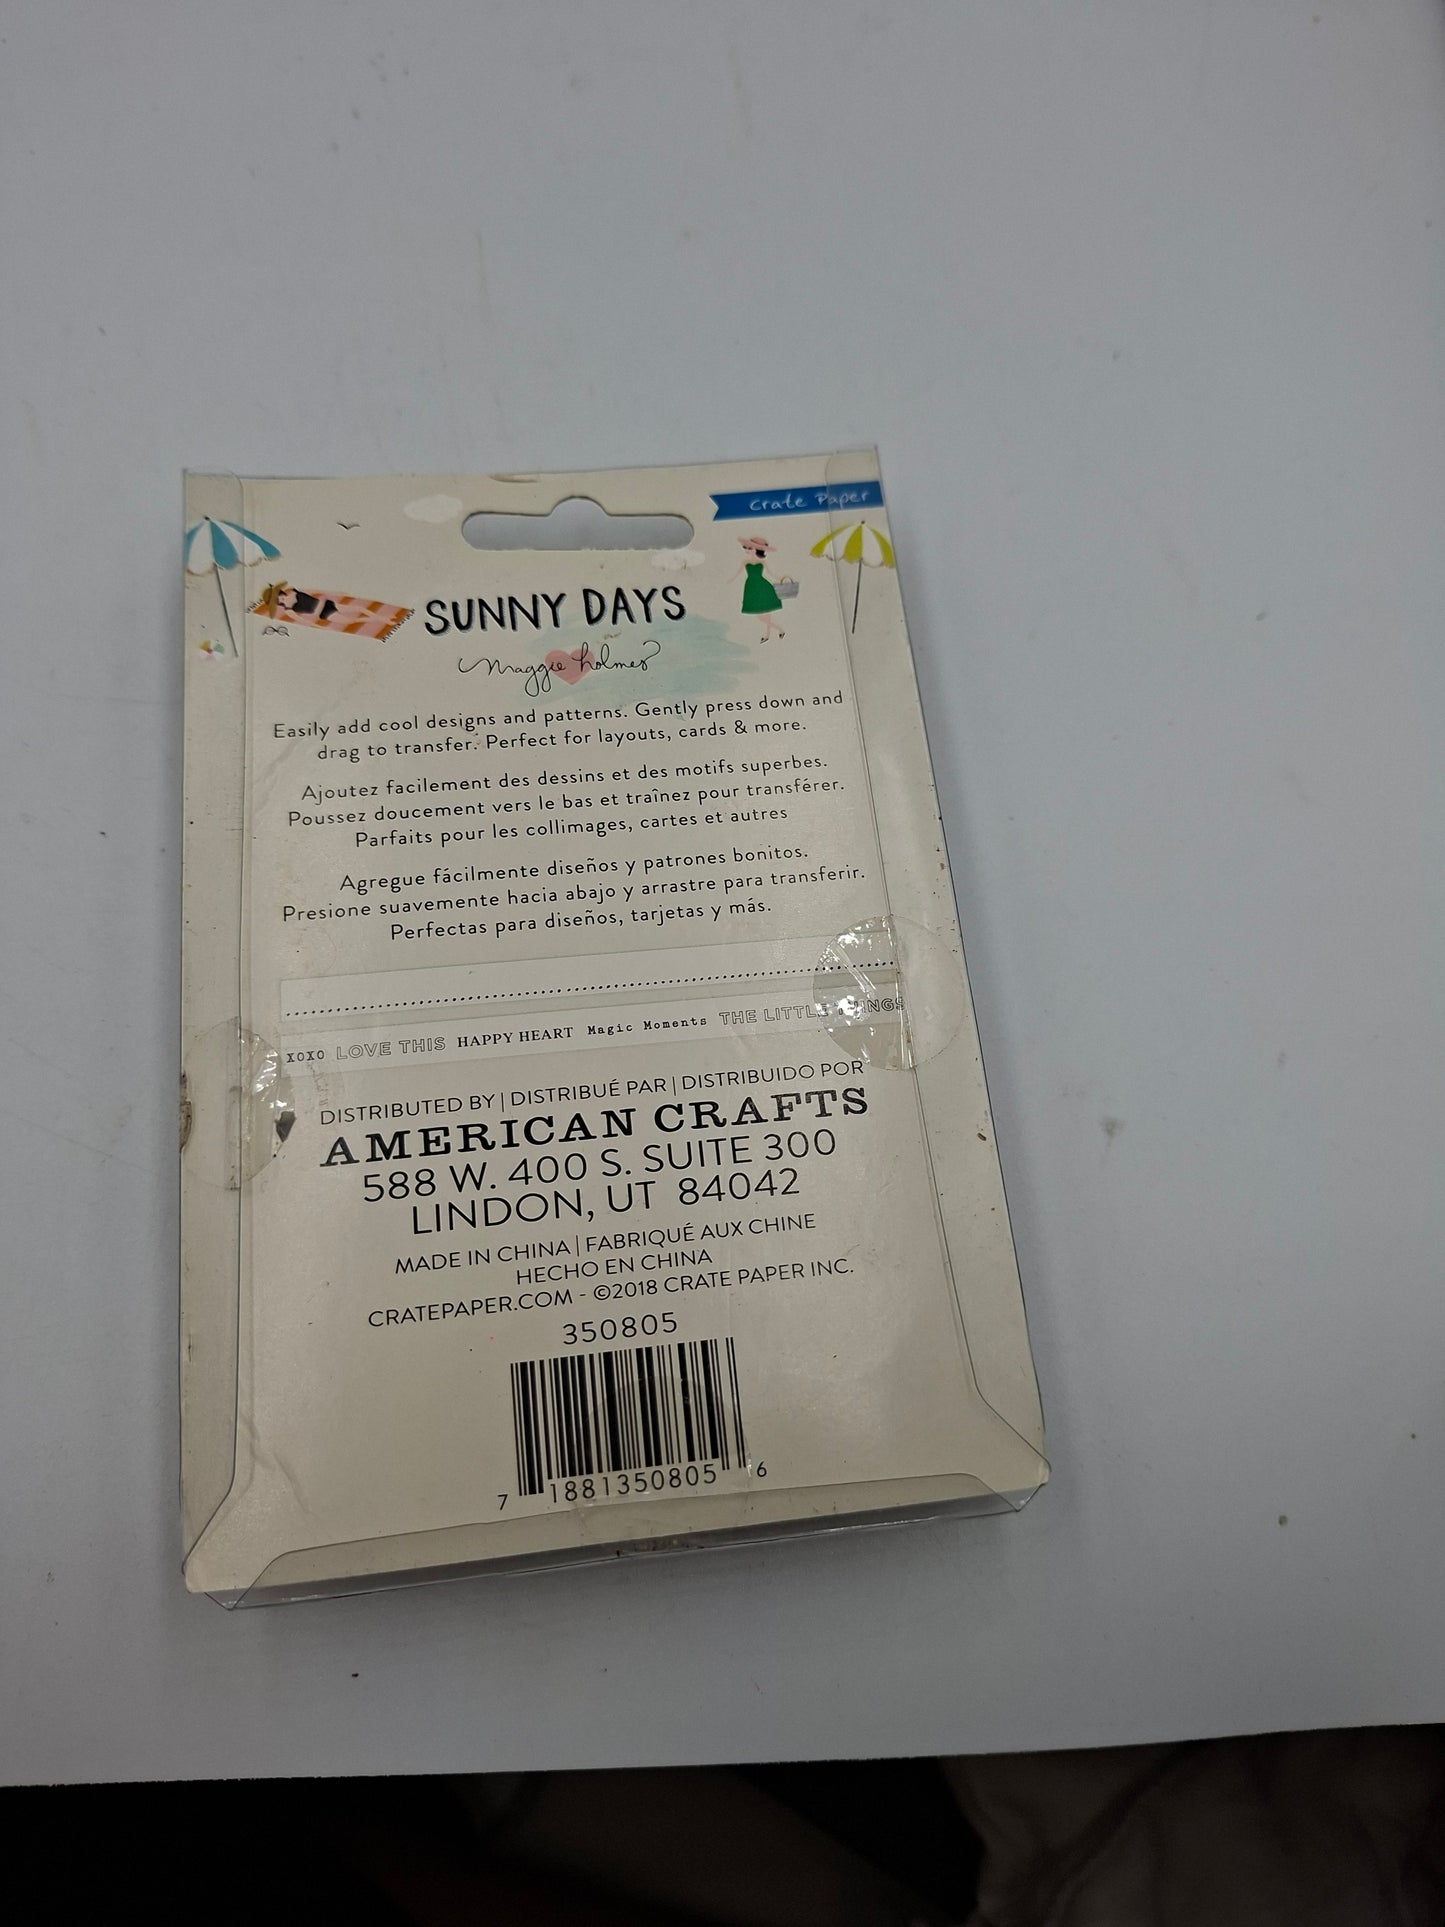 Crate Paper
SUNNY DAYS
maggie holmes
Easily add cool designs and patterns. Gently press down and
drag to transfer. Perfect for layouts, cards & more.
Ajoutez facilement des dessins et des motifs superbes.
Poussez doucement vers le bas et traînez pour transférer.
Parfaits pour les collimages, cartes et autres
Agregue fácilmente diseños y patrones bonitos.
Presione suavemente hacia abajo y arrastre para transferir.
Perfectas para diseños, tarjetas y más.
XOXO LOVE THIS HAPPY HEART Magic Moments THE LITTLE THINGS
DISTRIBUTED BY | DISTRIBUÉ PAR | DISTRIBUIDO POR
AMERICAN CRAFTS
588 W. 400 S. SUITE 300
LINDON, UT 84042
MADE IN CHINA | FABRIQUÉ AUX CHINE
HECHO EN CHINA
CRATEPAPER.COM - ©2018 CRATE PAPER INC.
350805
7 18813 50805 6